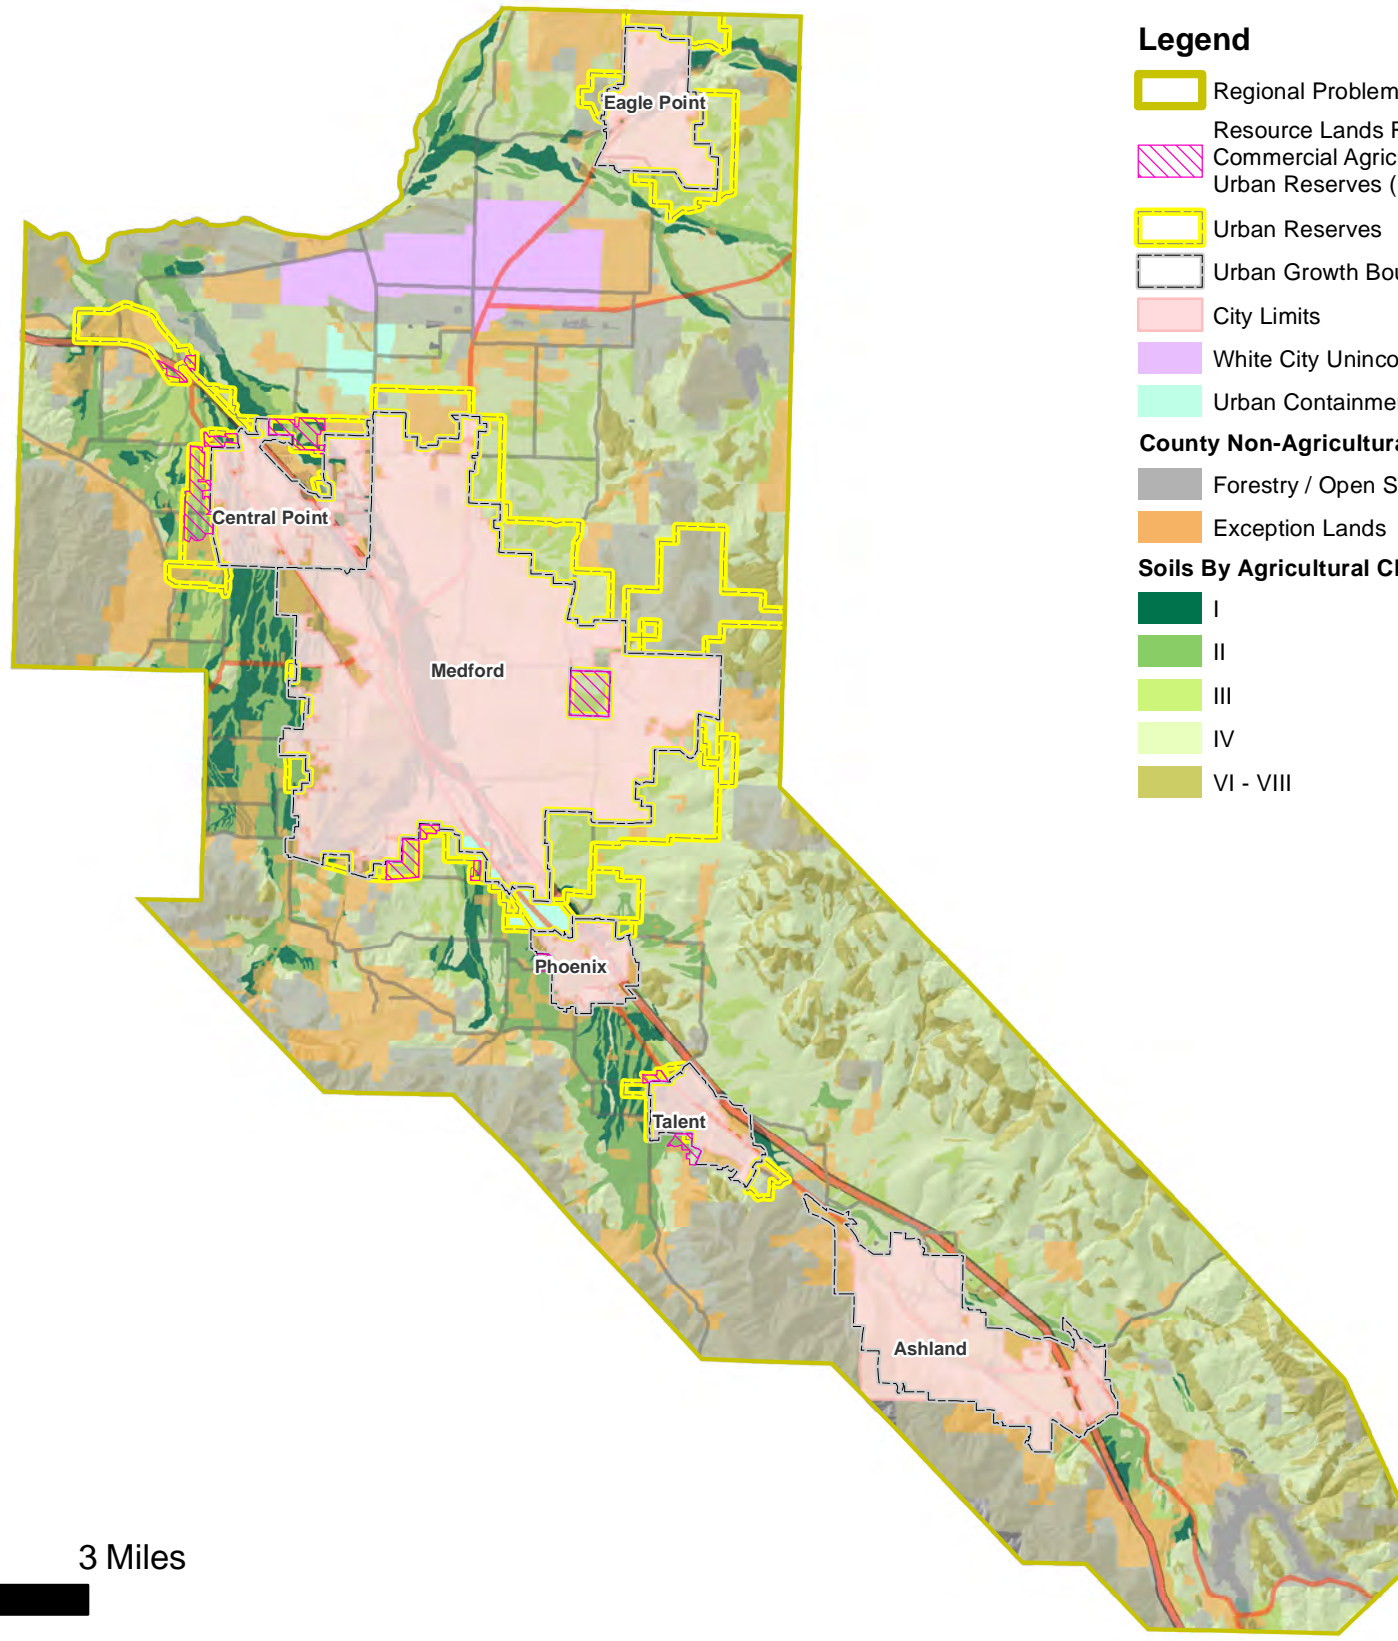 Legend
Regional Problem
Resource Lands R
Commercial Agric
Urban Reserves (
Urban Reserves
Urban Growth Bou
City Limits
White City Uninco
Urban Containme
County Non-Agricultura
Forestry / Open S
Exception Lands
Soils By Agricultural Cl
I
II
III
IV
VI - VIII
Eagle Point
Central Point
Medford
Phoenix
Talent
Ashland
3 Miles